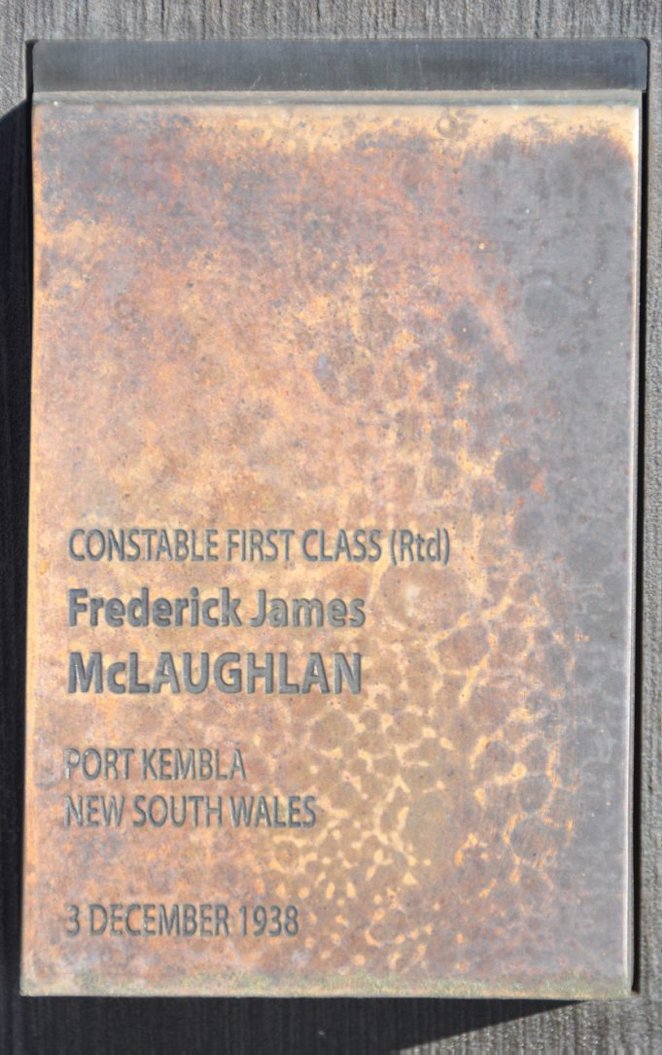 CONSTABLE FIRST CLASS (Rtd)
Frederick James
McLAUGHLAN
PORT KEMBLA
NEW SOUTH WALES
3 DECEMBER 1938